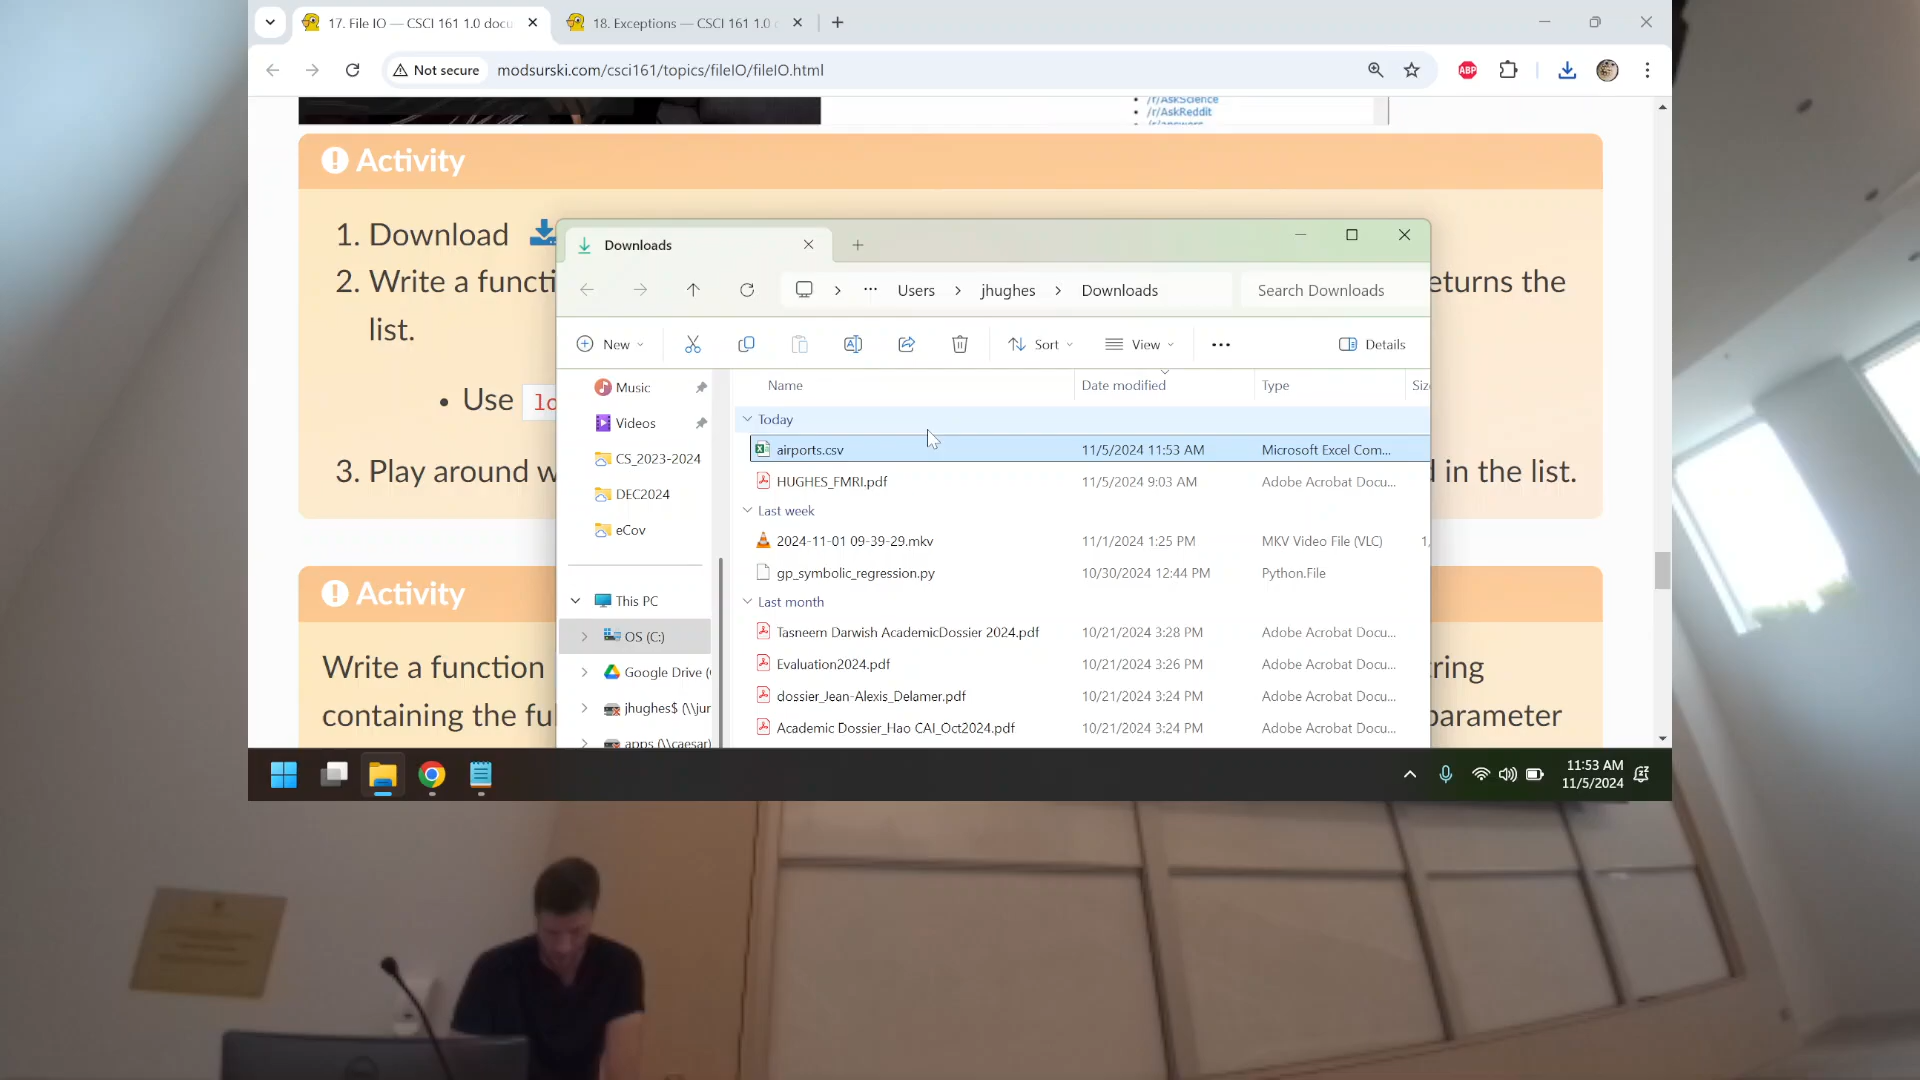 17. File IO — CSCI 161 1.0 docu
18. Exceptions — CSCI 161 1.0
Not secure
modsurski.com/csci161/topics/fileIO/fileIO.html
ABP
/r/AskScience
/r/AskReddit
/r/answers
Activity
1. Download
2. Write a functi
eturns the
list.
Use lo
3. Play around w
d in the list.
Downloads
Users
jhughes
Downloads
Search Downloads
New
Sort
View
Details
Music
Videos
CS_2023-2024
DEC2024
eCov
This PC
OS (C:)
Google Drive (
jhughes$ (\\jur
apps (\\caesar)
Name
Date modified
Type
Siz
Today
airports.csv 11/5/2024 11:53 AM Microsoft Excel Com...
HUGHES_FMRI.pdf 11/5/2024 9:03 AM Adobe Acrobat Docu...
Last week
2024-11-01 09-39-29.mkv 11/1/2024 1:25 PM MKV Video File (VLC) 1,
gp_symbolic_regression.py 10/30/2024 12:44 PM Python.File
Last month
Tasneem Darwish AcademicDossier 2024.pdf 10/21/2024 3:28 PM Adobe Acrobat Docu...
Evaluation2024.pdf 10/21/2024 3:26 PM Adobe Acrobat Docu...
dossier_Jean-Alexis_Delamer.pdf 10/21/2024 3:24 PM Adobe Acrobat Docu...
Academic Dossier_Hao CAI_Oct2024.pdf 10/21/2024 3:24 PM Adobe Acrobat Docu...
Activity
Write a function
ring
containing the ful
parameter
11:53 AM
11/5/2024